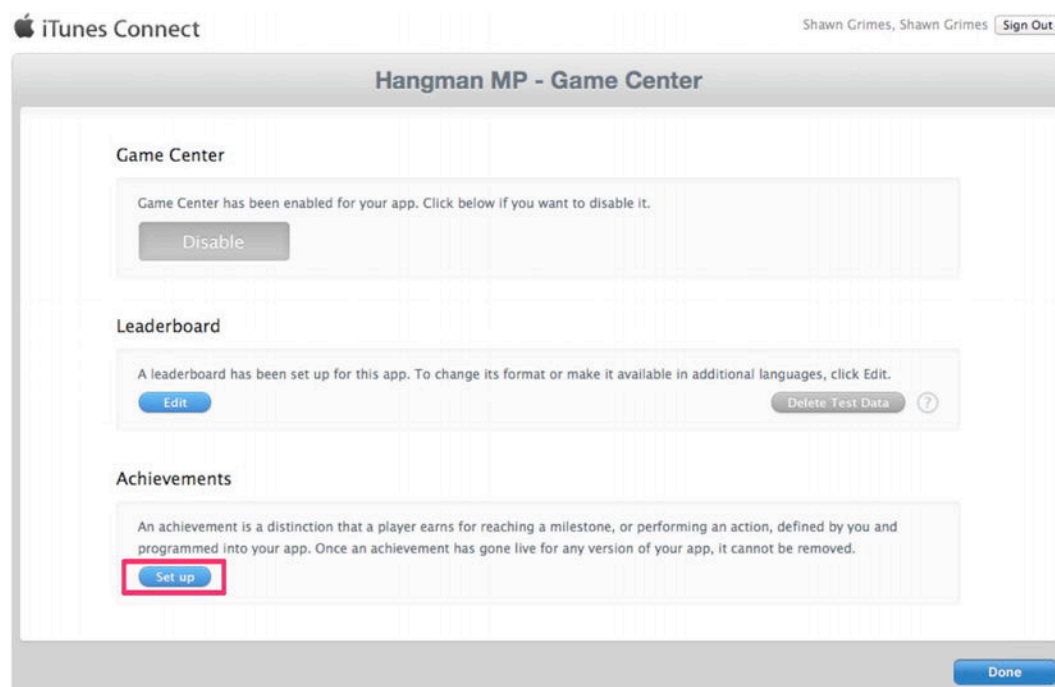 iTunes Connect
Shawn Grimes, Shawn Grimes Sign Out
Hangman MP - Game Center
Game Center
Game Center has been enabled for your app. Click below if you want to disable it.
Disable
Leaderboard
A leaderboard has been set up for this app. To change its format or make it available in additional languages, click Edit.
Edit
Delete Test Data ?
Achievements
An achievement is a distinction that a player earns for reaching a milestone, or performing an action, defined by you and
programmed into your app. Once an achievement has gone live for any version of your app, it cannot be removed.
Set up
Done